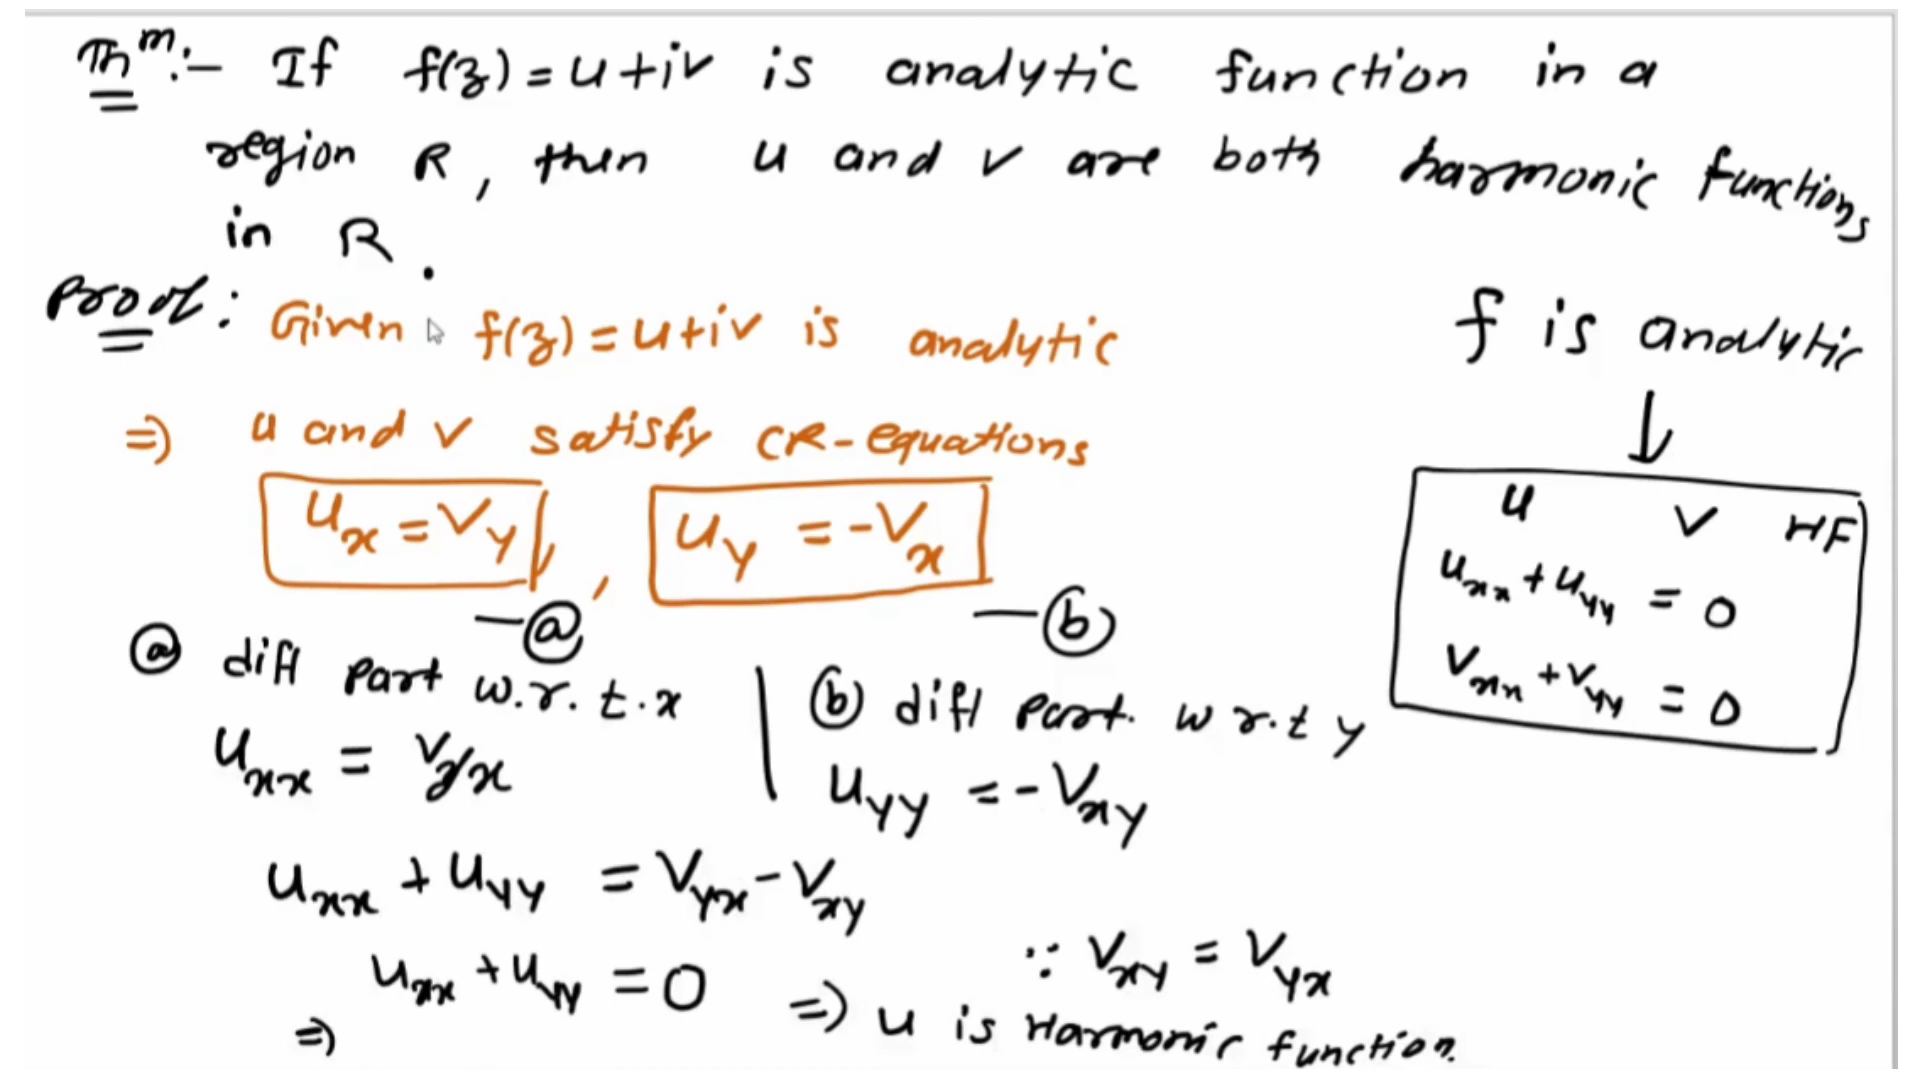 Thm:- If f(z) = u+iv is analytic function in a
region R, then u and v are both harmonic functions
in R.
Proof: Given f(z) = u+iv is analytic
⇒ u and v satisfy CR-equations
u_x = v_y , u_y = -v_x
—ⓐ —ⓑ
f is analytic
↓
u v HF
u_xx + u_yy = 0
v_xx + v_yy = 0
ⓐ diff part w.r.t.x
u_xx = v_yx
ⓑ diff part. w r.t y
u_yy = -v_xy
u_xx + u_yy = v_yx - v_xy
u_xx + u_yy = 0 ∵ v_xy = v_yx
⇒ ⇒ u is Harmonic function.